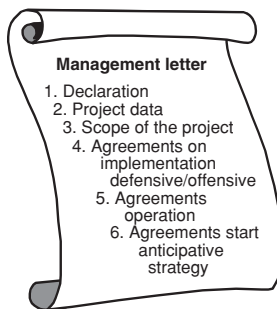 Management letter
1. Declaration
2. Project data
3. Scope of the project
4. Agreements on
implementation
defensive/offensive
5. Agreements
operation
6. Agreements start
anticipative
strategy